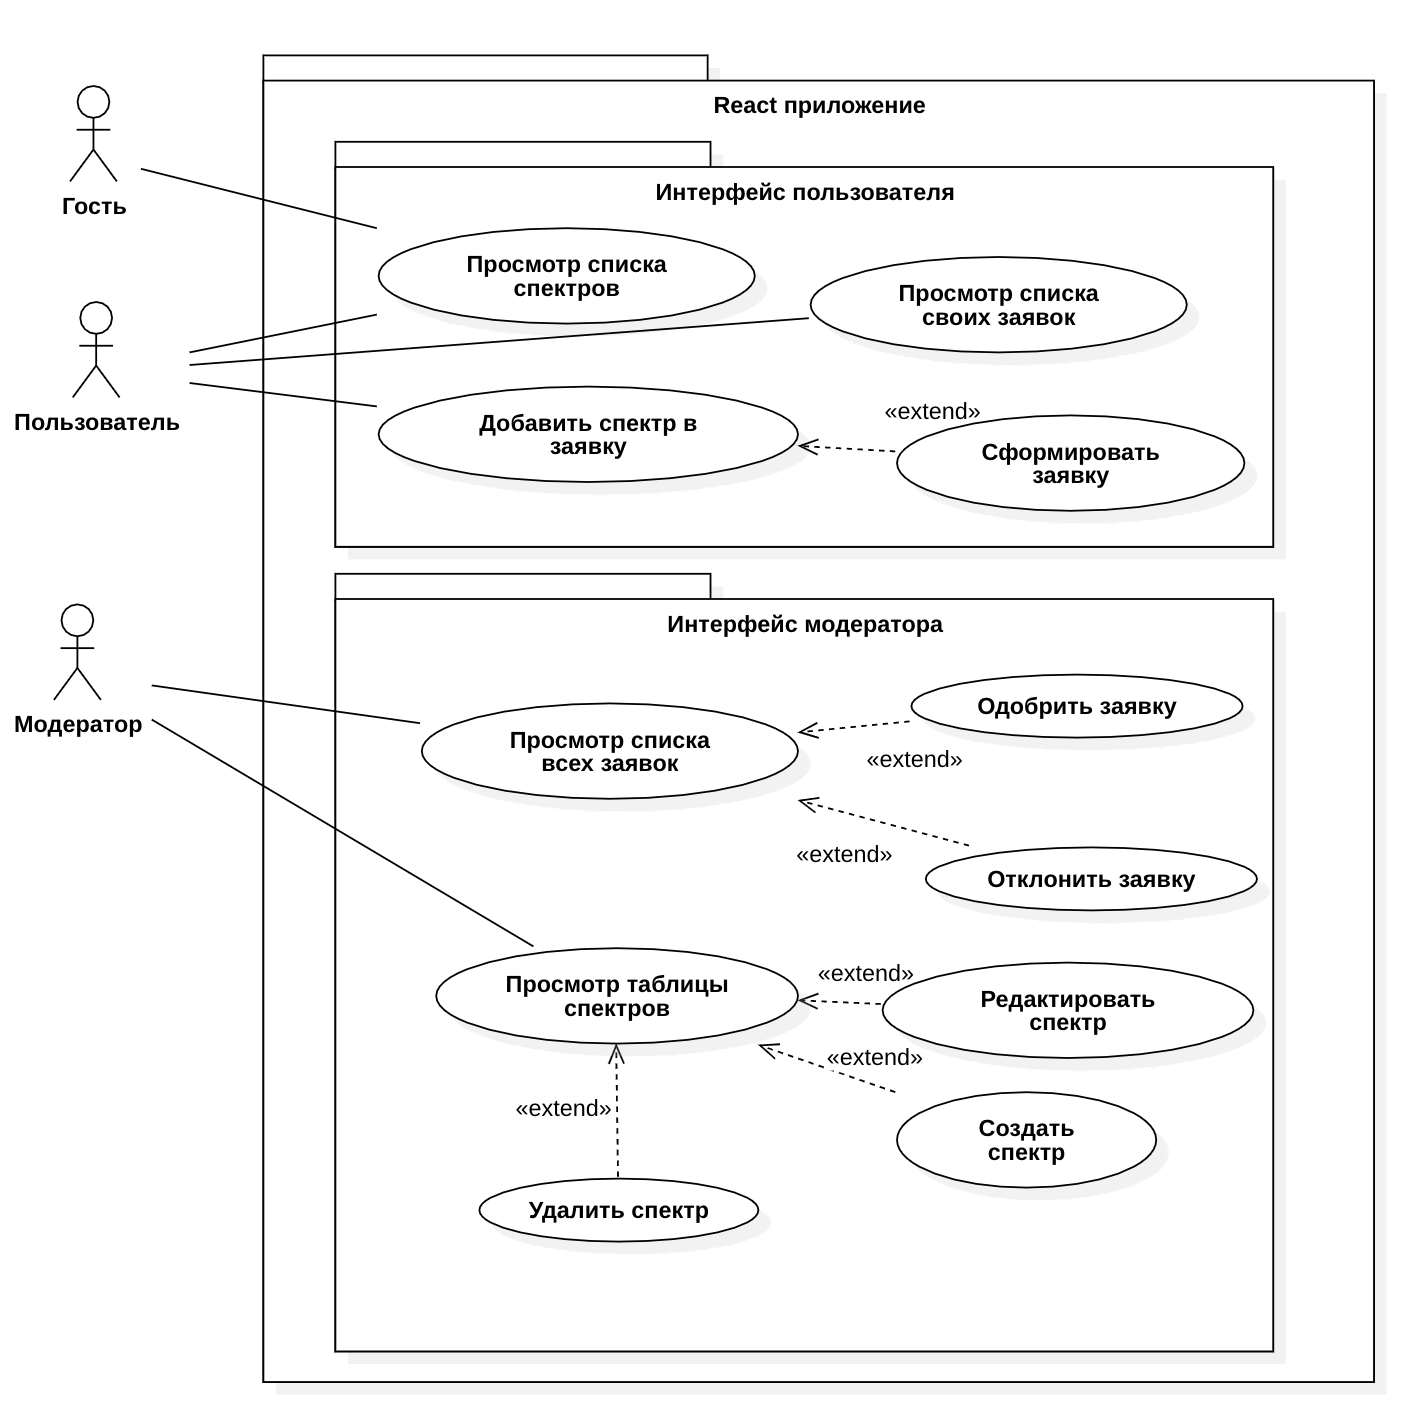 React приложение
Гость
Интерфейс пользователя
Просмотр списка
спектров
Просмотр списка
своих заявок
Пользователь
Добавить спектр в
заявку
«extend»
Сформировать
заявку
Модератор
Интерфейс модератора
Просмотр списка
всех заявок
Одобрить заявку
«extend»
«extend»
Отклонить заявку
Просмотр таблицы
спектров
«extend»
Редактировать
спектр
«extend»
«extend»
Создать
спектр
Удалить спектр